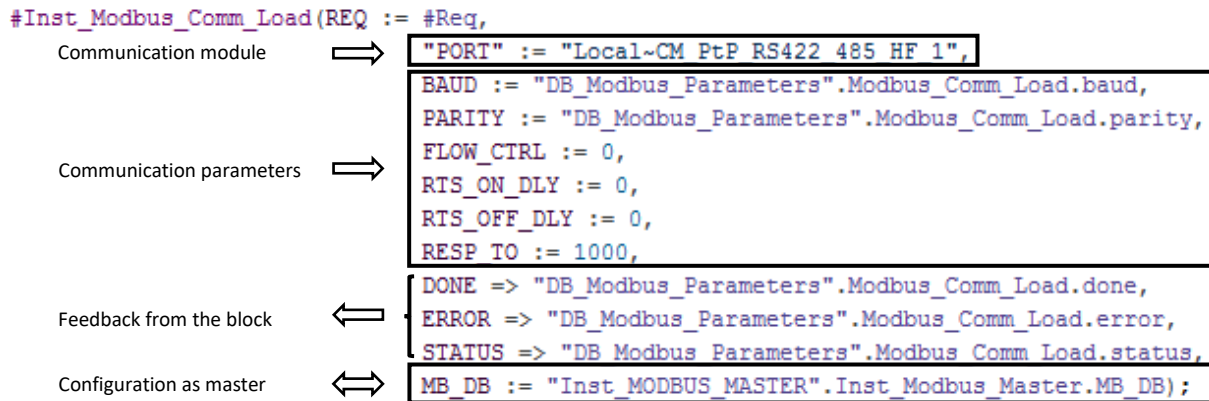 #Inst_Modbus_Comm_Load(REQ := #Req,
Communication module "PORT" := "Local~CM_PtP_RS422_485_HF_1",
BAUD := "DB_Modbus_Parameters".Modbus_Comm_Load.baud,
PARITY := "DB_Modbus_Parameters".Modbus_Comm_Load.parity,
Communication parameters FLOW_CTRL := 0,
RTS_ON_DLY := 0,
RTS_OFF_DLY := 0,
RESP_TO := 1000,
DONE => "DB_Modbus_Parameters".Modbus_Comm_Load.done,
Feedback from the block ERROR => "DB_Modbus_Parameters".Modbus_Comm_Load.error,
STATUS => "DB_Modbus_Parameters".Modbus_Comm_Load.status,
Configuration as master MB_DB := "Inst_MODBUS_MASTER".Inst_Modbus_Master.MB_DB);